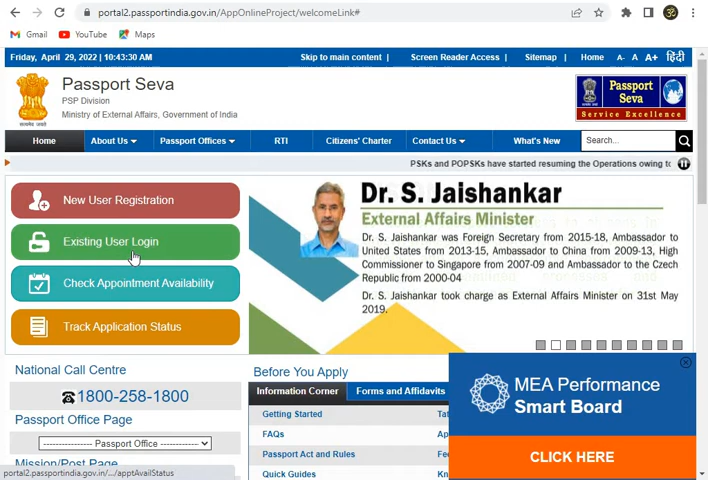 portal2.passportindia.gov.in/AppOnlineProject/welcomeLink#
Gmail YouTube Maps
Friday, April 29, 2022 | 10:43:30 AM Skip to main content | Screen Reader Access | Sitemap | Home A- A A+ हिंदी
Passport Seva
PSP Division
Ministry of External Affairs, Government of India
Passport
Seva
Service Excellence
Home About Us Passport Offices RTI Citizens' Charter Contact Us What's New Search...
PSKs and POPSKs have started resuming the Operations owing to
New User Registration
Existing User Login
Check Appointment Availability
Track Application Status
Dr. S. Jaishankar
External Affairs Minister
Dr. S. Jaishankar was Foreign Secretary from 2015-18, Ambassador to
United States from 2013-15, Ambassador to China from 2009-13, High
Commissioner to Singapore from 2007-09 and Ambassador to the Czech
Republic from 2000-04
Dr. S. Jaishankar took charge as External Affairs Minister on 31st May
2019.
National Call Centre
1800-258-1800
Passport Office Page
---------------- Passport Office ---------------
Mission/Post Page
Before You Apply
Information Corner Forms and Affidavits
Getting Started
FAQs
Passport Act and Rules
Quick Guides
MEA Performance
Smart Board
CLICK HERE
portal2.passportindia.gov.in/.../apptAvailStatus